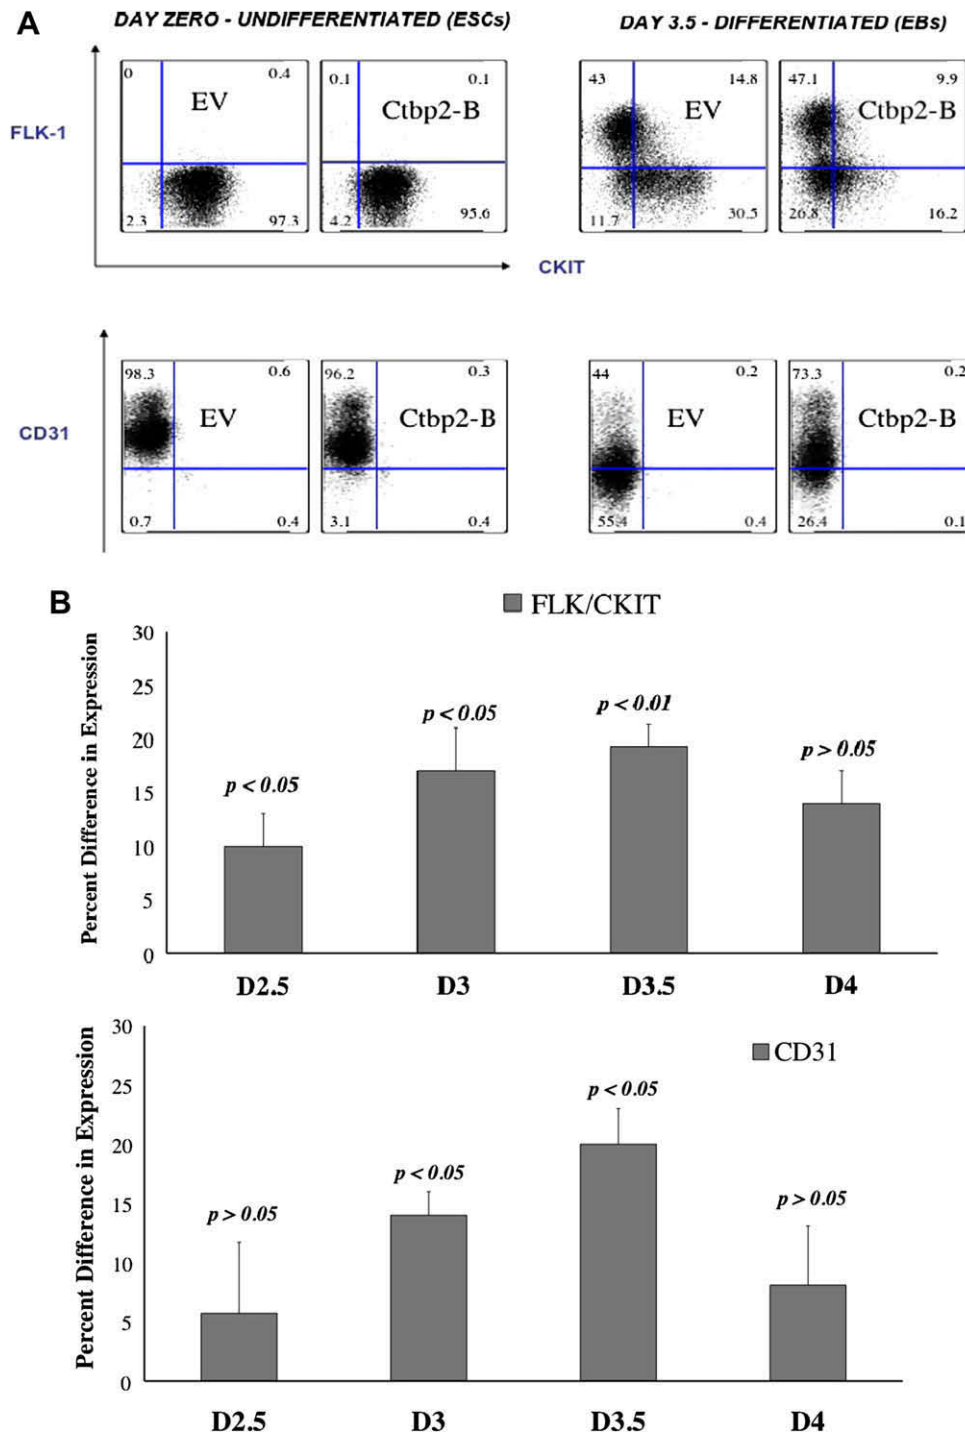 A
DAY ZERO - UNDIFFERENTIATED (ESCs)
DAY 3.5 - DIFFERENTIATED (EBs)
FLK-1
0
0.4
EV
2.3
97.3
0.1
0.1
Ctbp2-B
4.2
95.6
43
14.8
EV
11.7
30.5
47.1
9.9
Ctbp2-B
26.8
16.2
CKIT
CD31
98.3
0.6
EV
0.7
0.4
96.2
0.3
Ctbp2-B
3.1
0.4
44
0.2
EV
55.4
0.4
73.3
0.2
Ctbp2-B
26.4
0.1
B
FLK/CKIT
Percent Difference in Expression
30
25
20
15
10
5
0
p < 0.05
p < 0.05
p < 0.01
p > 0.05
D2.5
D3
D3.5
D4
CD31
Percent Difference in Expression
30
25
20
15
10
5
0
p > 0.05
p < 0.05
p < 0.05
p > 0.05
D2.5
D3
D3.5
D4